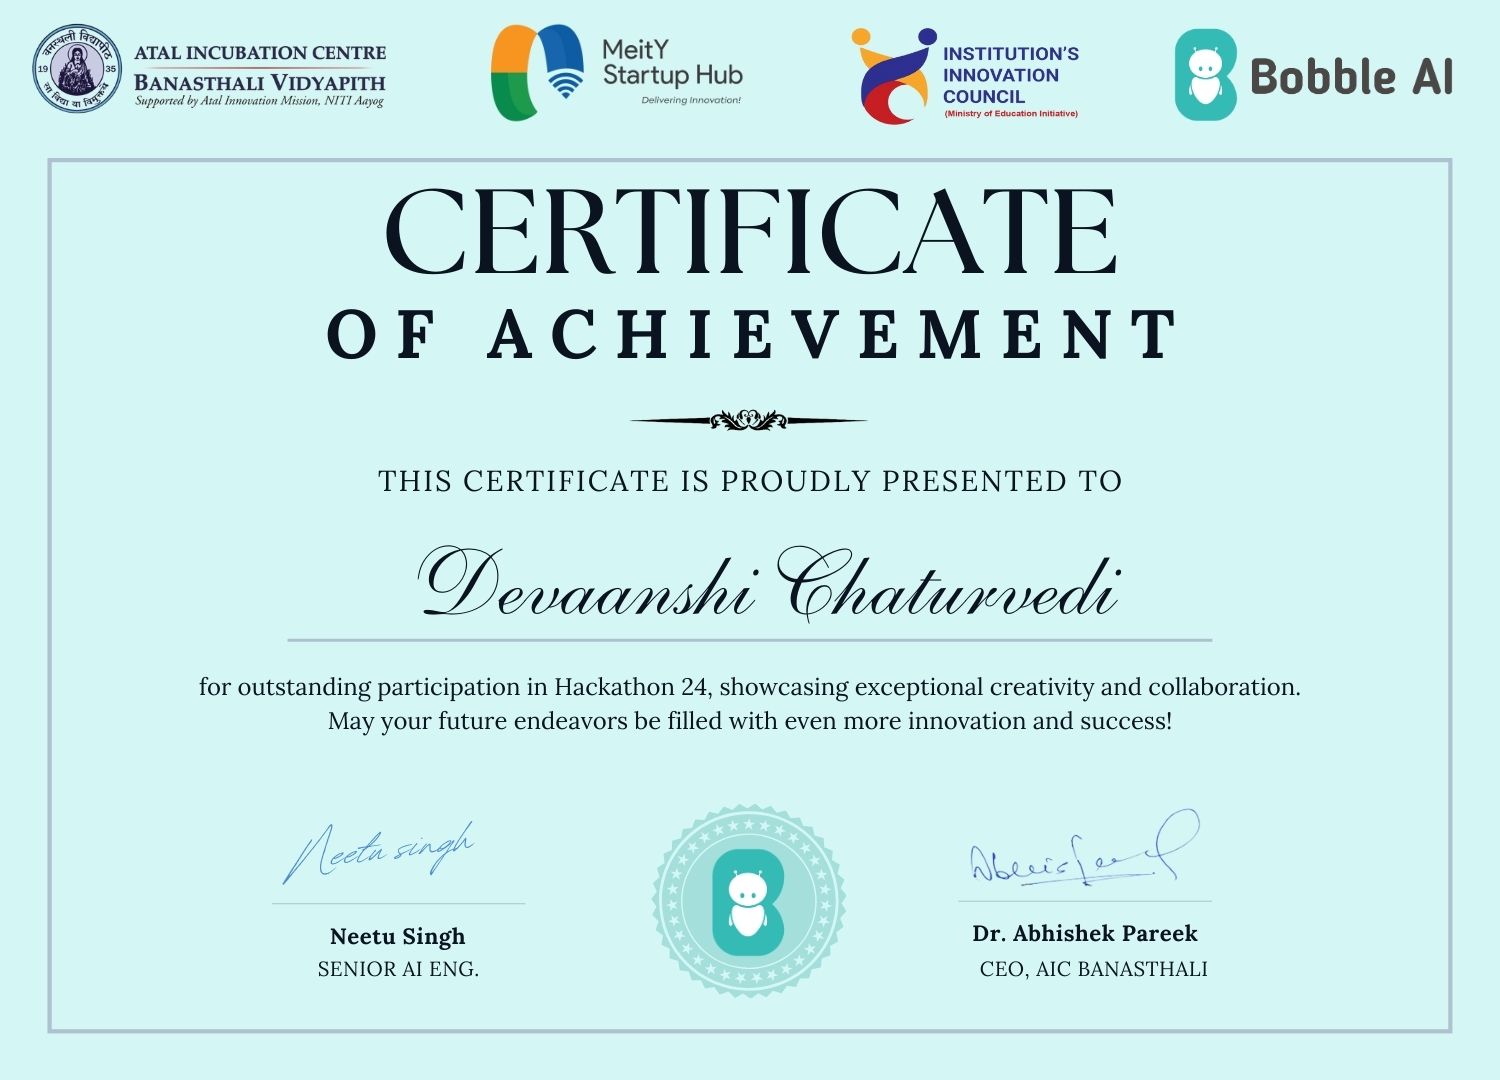 वनस्थली विद्यापीठ
19 35
सा विद्या या विमुक्तये
ATAL INCUBATION CENTRE
BANASTHALI VIDYAPITH
Supported by Atal Innovation Mission, NITI Aayog
MeitY
Startup Hub
Delivering Innovation!
INSTITUTION'S
INNOVATION
COUNCIL
(Ministry of Education Initiative)
Bobble AI
CERTIFICATE
OF ACHIEVEMENT
THIS CERTIFICATE IS PROUDLY PRESENTED TO
Devaanshi Chaturvedi
for outstanding participation in Hackathon 24, showcasing exceptional creativity and collaboration.
May your future endeavors be filled with even more innovation and success!
Neetu singh
Neetu Singh
SENIOR AI ENG.
Dr. Abhishek Pareek
CEO, AIC BANASTHALI